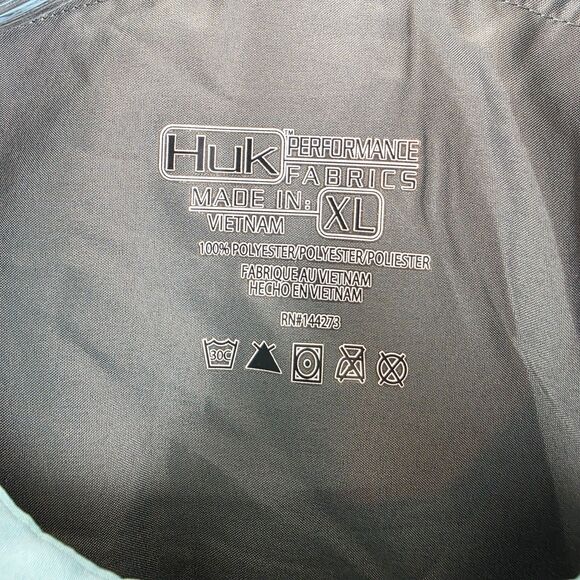 Huk™ PERFORMANCE
FABRICS
MADE IN: XL
VIETNAM
100% POLYESTER/POLYESTER/POLIESTER
FABRIQUE AU VIETNAM
HECHO EN VIETNAM
RN#144273
30C